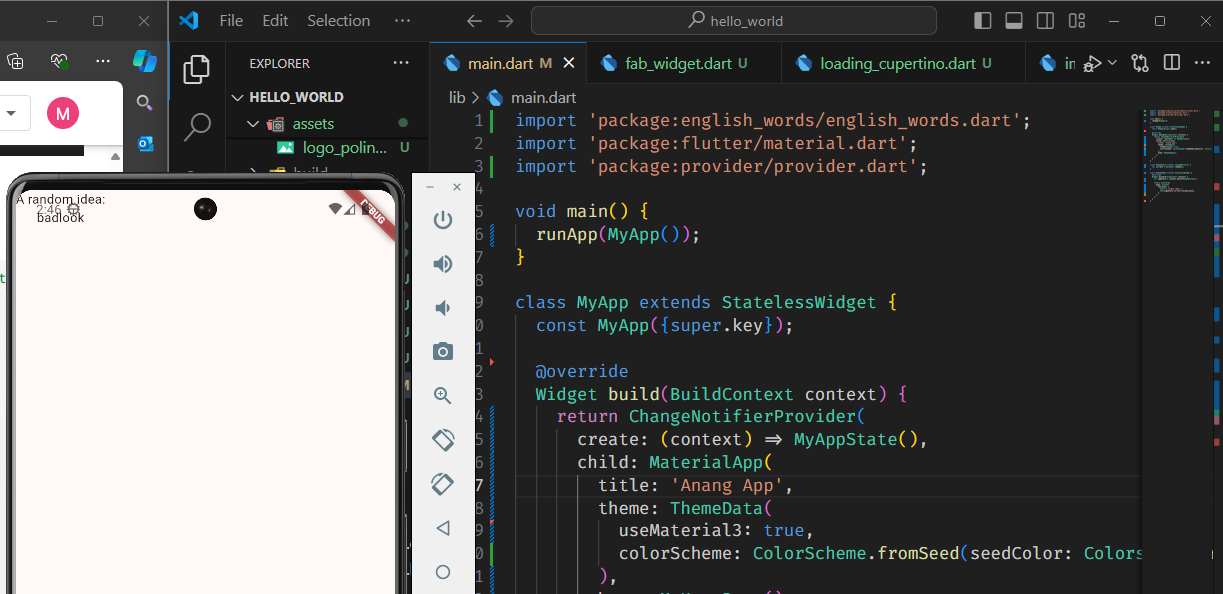 File Edit Selection ···
hello_world
EXPLORER ···
main.dart M
fab_widget.dart U
loading_cupertino.dart U
in
M
HELLO_WORLD
assets
logo_polin... U
build
lib > main.dart
1 import 'package:english_words/english_words.dart';
2 import 'package:flutter/material.dart';
3 import 'package:provider/provider.dart';
4
5 void main() {
6 runApp(MyApp());
7 }
8
9 class MyApp extends StatelessWidget {
0 const MyApp({super.key});
1
2 @override
3 Widget build(BuildContext context) {
4 return ChangeNotifierProvider(
5 create: (context) => MyAppState(),
6 child: MaterialApp(
7 title: 'Anang App',
8 theme: ThemeData(
9 useMaterial3: true,
0 colorScheme: ColorScheme.fromSeed(seedColor: Colors
1 ),
A random idea:
2:46
badlook
DEBUG